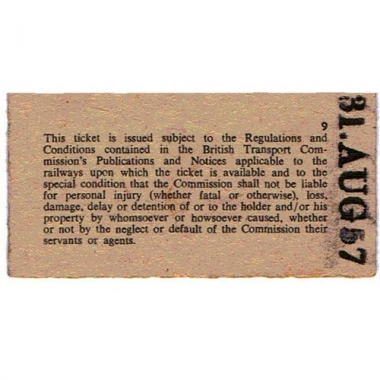 9
This ticket is issued subject to the Regulations and
Conditions contained in the British Transport Com-
mission's Publications and Notices applicable to the
railways upon which the ticket is available and to the
special condition that the Commission shall not be liable
for personal injury (whether fatal or otherwise), loss,
damage, delay or detention of or to the holder and/or his
property by whomsoever or howsoever caused, whether
or not by the neglect or default of the Commission their
servants or agents.
31. AUG 57